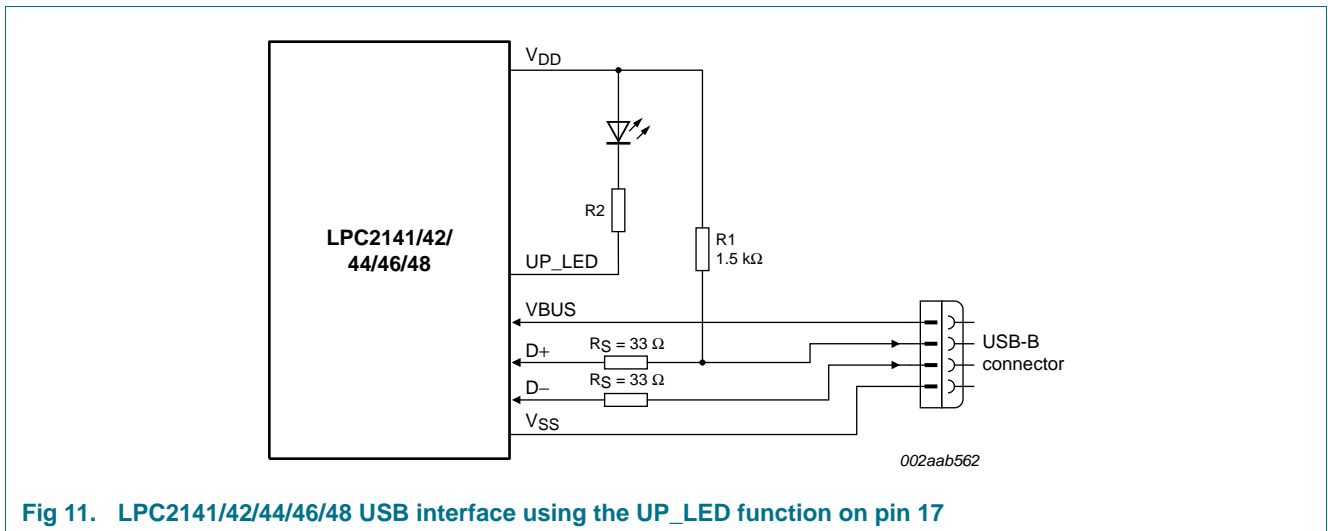 VDD
R2
R1
1.5 kΩ
LPC2141/42/
44/46/48
UP_LED
VBUS
D+
RS = 33 Ω
D−
RS = 33 Ω
VSS
USB-B
connector
002aab562
Fig 11. LPC2141/42/44/46/48 USB interface using the UP_LED function on pin 17